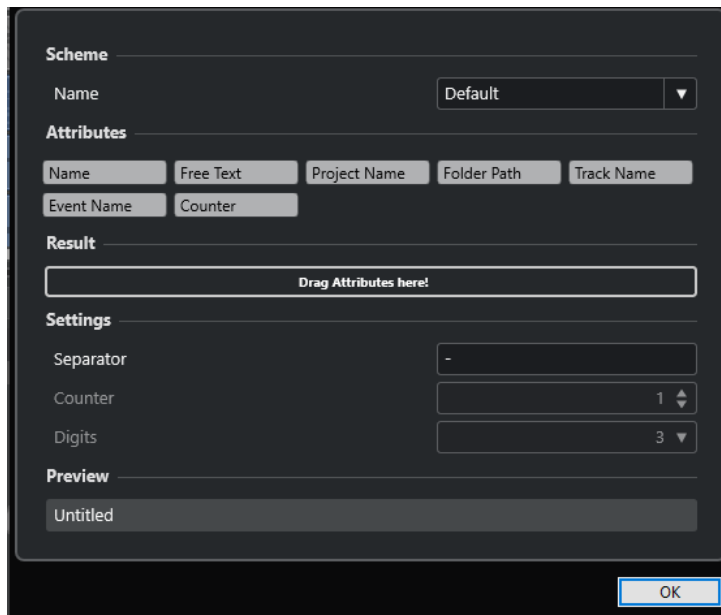 Scheme
Name Default
Attributes
Name Free Text Project Name Folder Path Track Name
Event Name Counter
Result
Drag Attributes here!
Settings
Separator -
Counter 1
Digits 3
Preview
Untitled
OK